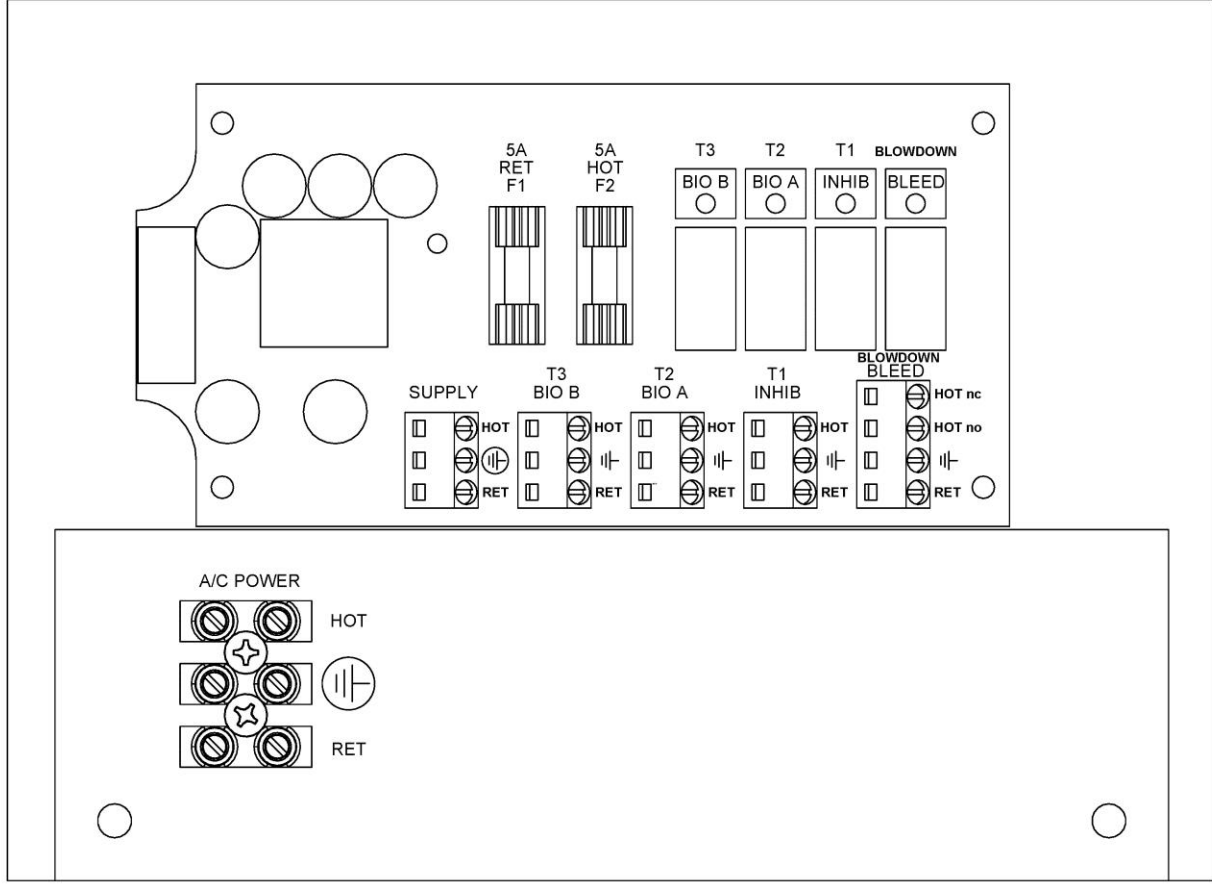 5A
RET
F1
5A
HOT
F2
T3
BIO B
T2
BIO A
T1
INHIB
BLOWDOWN
BLEED
SUPPLY
HOT
RET
T3
BIO B
HOT
RET
T2
BIO A
HOT
RET
T1
INHIB
HOT
RET
BLOWDOWN
BLEED
HOT nc
HOT no
RET
A/C POWER
HOT
RET